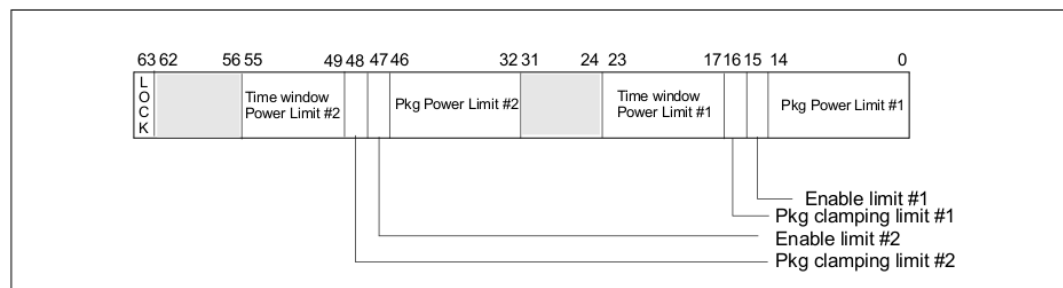 63 62 56 55 49 48 47 46 32 31 24 23 17 16 15 14 0
L
O
C
K
Time window
Power Limit #2
Pkg Power Limit #2
Time window
Power Limit #1
Pkg Power Limit #1
Enable limit #1
Pkg clamping limit #1
Enable limit #2
Pkg clamping limit #2